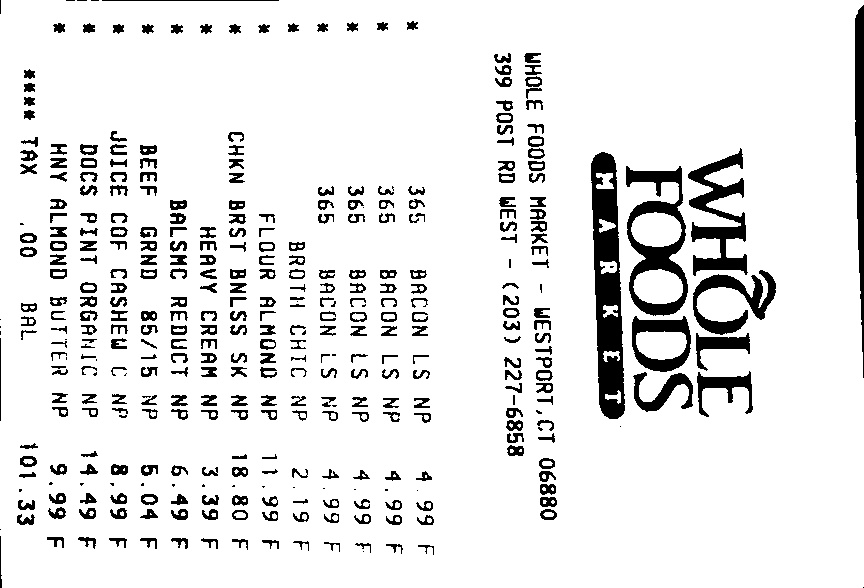 WHOLE
FOODS
MARKET
WHOLE FOODS MARKET - WESTPORT,CT 06880
399 POST RD WEST - (203) 227-6858
* 365 BACON LS NP 4.99 F
* 365 BACON LS NP 4.99 F
* 365 BACON LS NP 4.99 F
* 365 BACON LS NP 4.99 F
* BROTH CHIC NP 2.19 F
* FLOUR ALMOND NP 11.99 F
* CHKN BRST BNLSS SK NP 18.80 F
* HEAVY CREAM NP 3.39 F
* BALSMC REDUCT NP 6.49 F
* BEEF GRND 85/15 NP 5.04 F
* JUICE COF CASHEW C NP 8.99 F
* DOCS PINT ORGANIC NP 14.49 F
* HNY ALMOND BUTTER NP 9.99 F
**** TAX .00 BAL 101.33